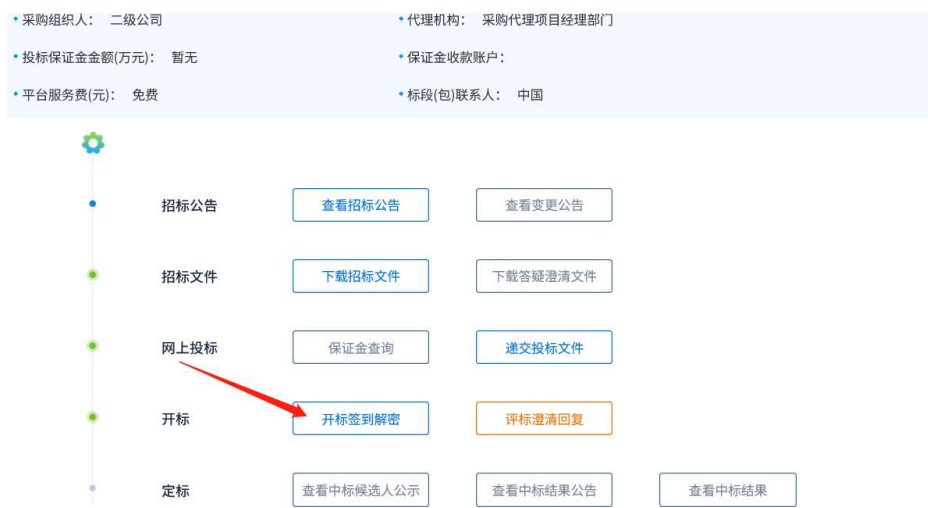 采购组织人： 二级公司 代理机构： 采购代理项目经理部门
投标保证金金额(万元)： 暂无 保证金收款账户：
平台服务费(元)： 免费 标段(包)联系人： 中国
招标公告 查看招标公告 查看变更公告
招标文件 下载招标文件 下载答疑澄清文件
网上投标 保证金查询 递交投标文件
开标 开标签到解密 评标澄清回复
定标 查看中标候选人公示 查看中标结果公告 查看中标结果